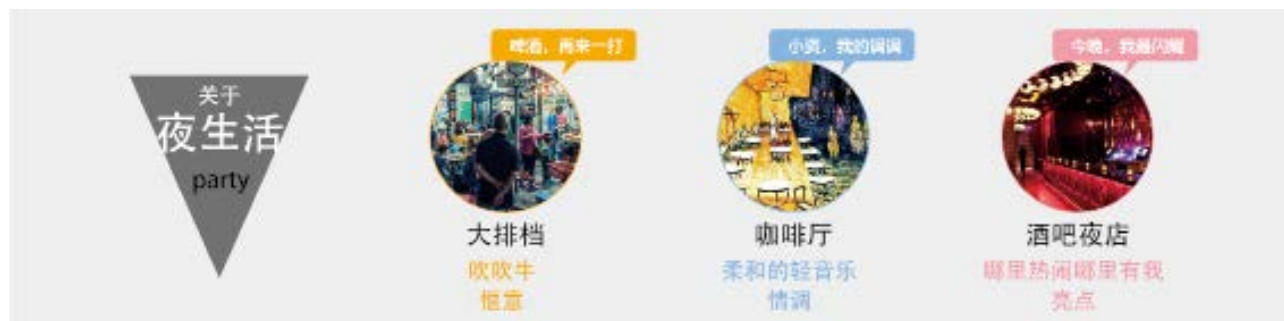 关于
夜生活
party
啤酒，再来一打
大排档
吹吹牛
惬意
小资，我的调调
咖啡厅
柔和的轻音乐
情调
今晚，我最闪耀
酒吧夜店
哪里热闹哪里有我
亮点